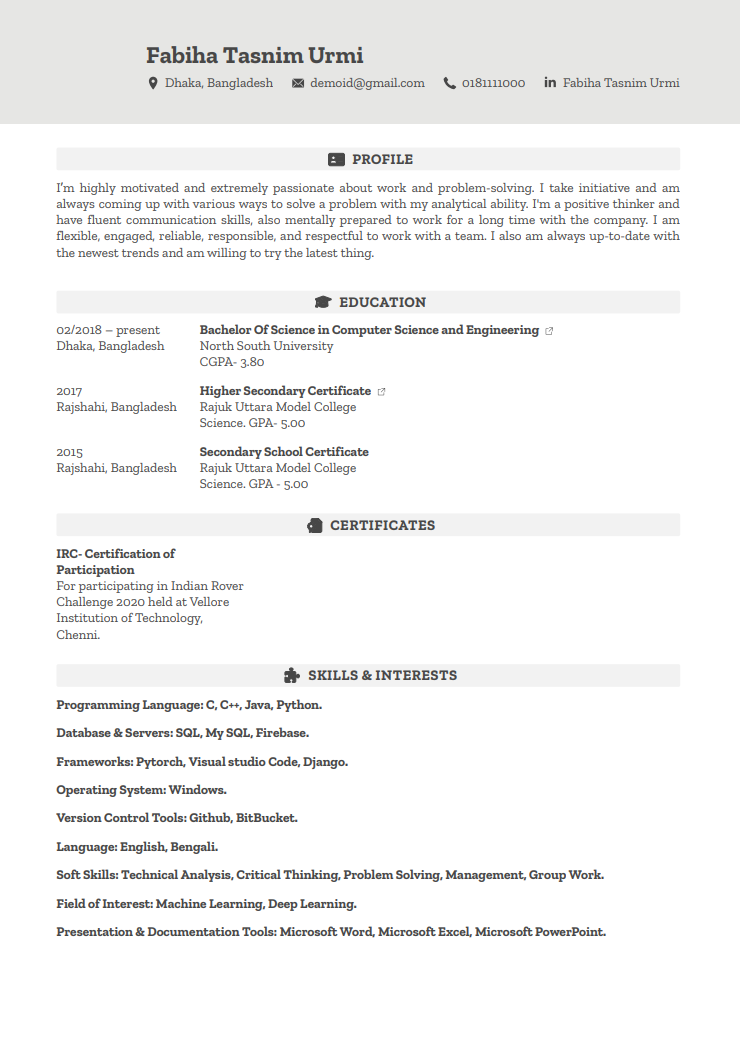 Fabiha Tasnim Urmi
Dhaka, Bangladesh demoid@gmail.com 0181111000 Fabiha Tasnim Urmi
PROFILE
I'm highly motivated and extremely passionate about work and problem-solving. I take initiative and am
always coming up with various ways to solve a problem with my analytical ability. I'm a positive thinker and
have fluent communication skills, also mentally prepared to work for a long time with the company. I am
flexible, engaged, reliable, responsible, and respectful to work with a team. I also am always up-to-date with
the newest trends and am willing to try the latest thing.
EDUCATION
02/2018 – present
Dhaka, Bangladesh
Bachelor Of Science in Computer Science and Engineering
North South University
CGPA- 3.80
2017
Rajshahi, Bangladesh
Higher Secondary Certificate
Rajuk Uttara Model College
Science. GPA- 5.00
2015
Rajshahi, Bangladesh
Secondary School Certificate
Rajuk Uttara Model College
Science. GPA - 5.00
CERTIFICATES
IRC- Certification of
Participation
For participating in Indian Rover
Challenge 2020 held at Vellore
Institution of Technology,
Chenni.
SKILLS & INTERESTS
Programming Language: C, C++, Java, Python.
Database & Servers: SQL, My SQL, Firebase.
Frameworks: Pytorch, Visual studio Code, Django.
Operating System: Windows.
Version Control Tools: Github, BitBucket.
Language: English, Bengali.
Soft Skills: Technical Analysis, Critical Thinking, Problem Solving, Management, Group Work.
Field of Interest: Machine Learning, Deep Learning.
Presentation & Documentation Tools: Microsoft Word, Microsoft Excel, Microsoft PowerPoint.